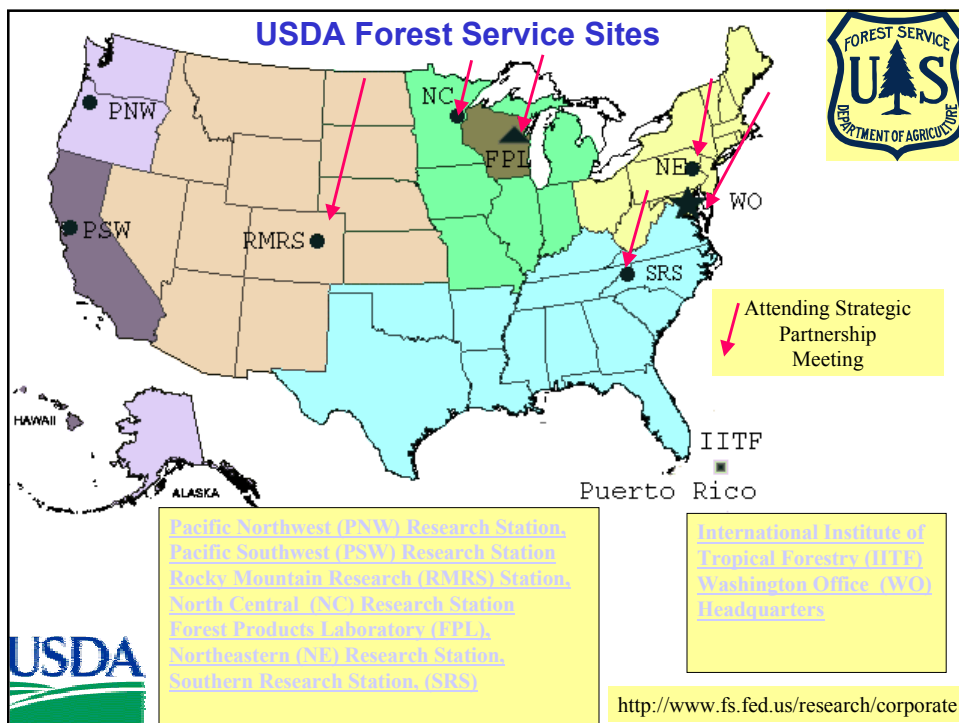 USDA Forest Service Sites
FOREST SERVICE
U S
DEPARTMENT OF AGRICULTURE
PNW
NC
FPL
NE
WO
PSW
RMRS
SRS
Attending Strategic
Partnership
Meeting
HAWAII
ALASKA
IITF
Puerto Rico
Pacific Northwest (PNW) Research Station,
Pacific Southwest (PSW) Research Station
Rocky Mountain Research (RMRS) Station,
North Central (NC) Research Station
Forest Products Laboratory (FPL),
Northeastern (NE) Research Station,
Southern Research Station, (SRS)
International Institute of
Tropical Forestry (IITF)
Washington Office (WO)
Headquarters
USDA
http://www.fs.fed.us/research/corporate